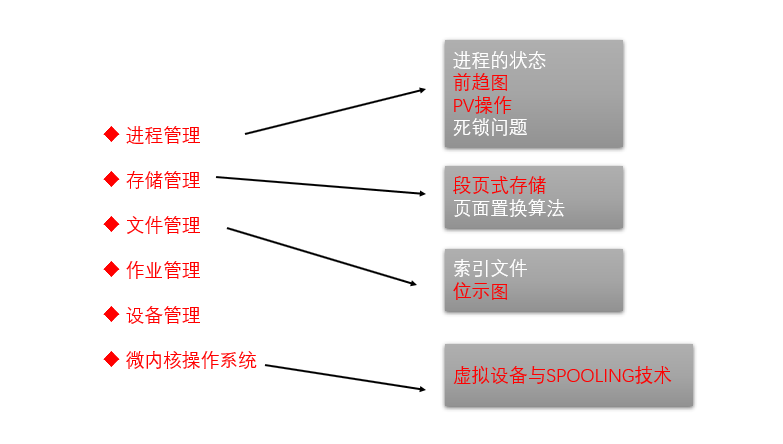 进程管理
存储管理
文件管理
作业管理
设备管理
微内核操作系统
进程的状态
前趋图
PV操作
死锁问题
段页式存储
页面置换算法
索引文件
位示图
虚拟设备与SPOOLING技术